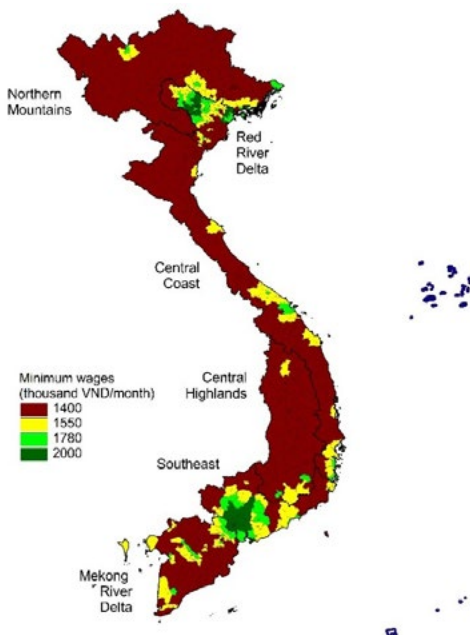 Northern
Mountains
Red
River
Delta
Central
Coast
Minimum wages
(thousand VND/month)
1400
1550
1780
2000
Central
Highlands
Southeast
Mekong
River
Delta